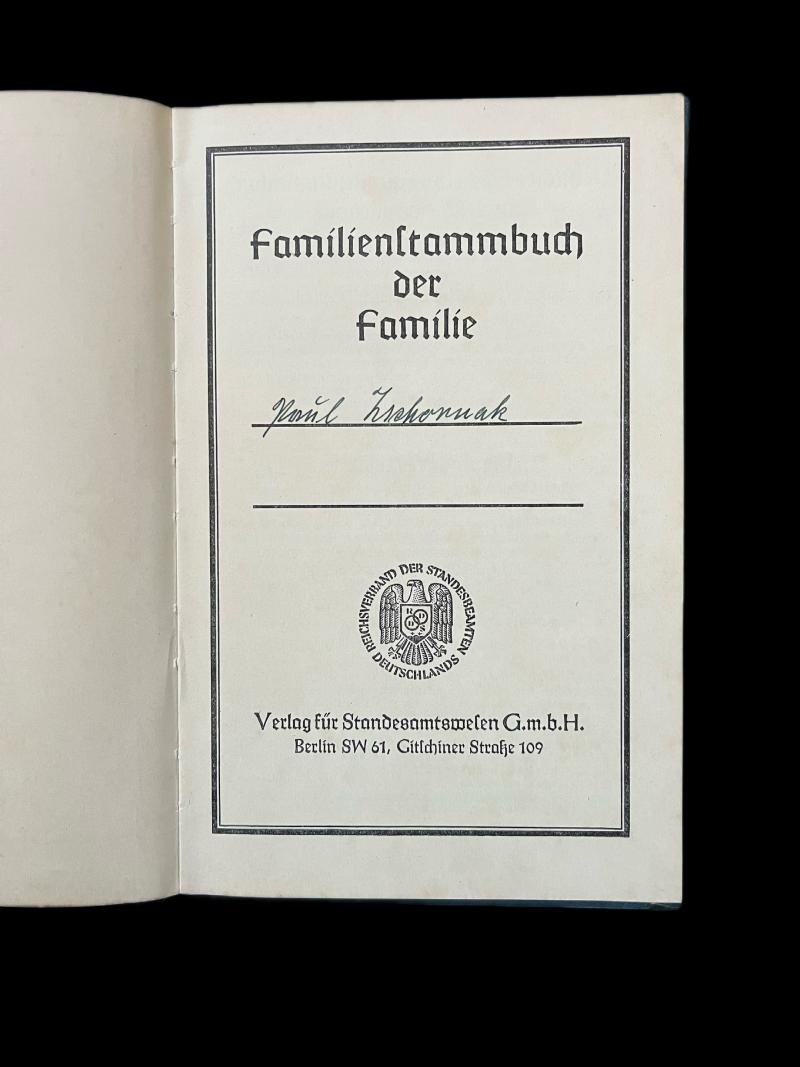 Familienſtammbuch
der
Familie
Paul Zschornak
REICHSVERBAND DER STANDESBEAMTEN DEUTSCHLANDS
R D
D S
Verlag für Standesamtsweſen G.m.b.H.
Berlin SW 61, Gitſchiner Straße 109